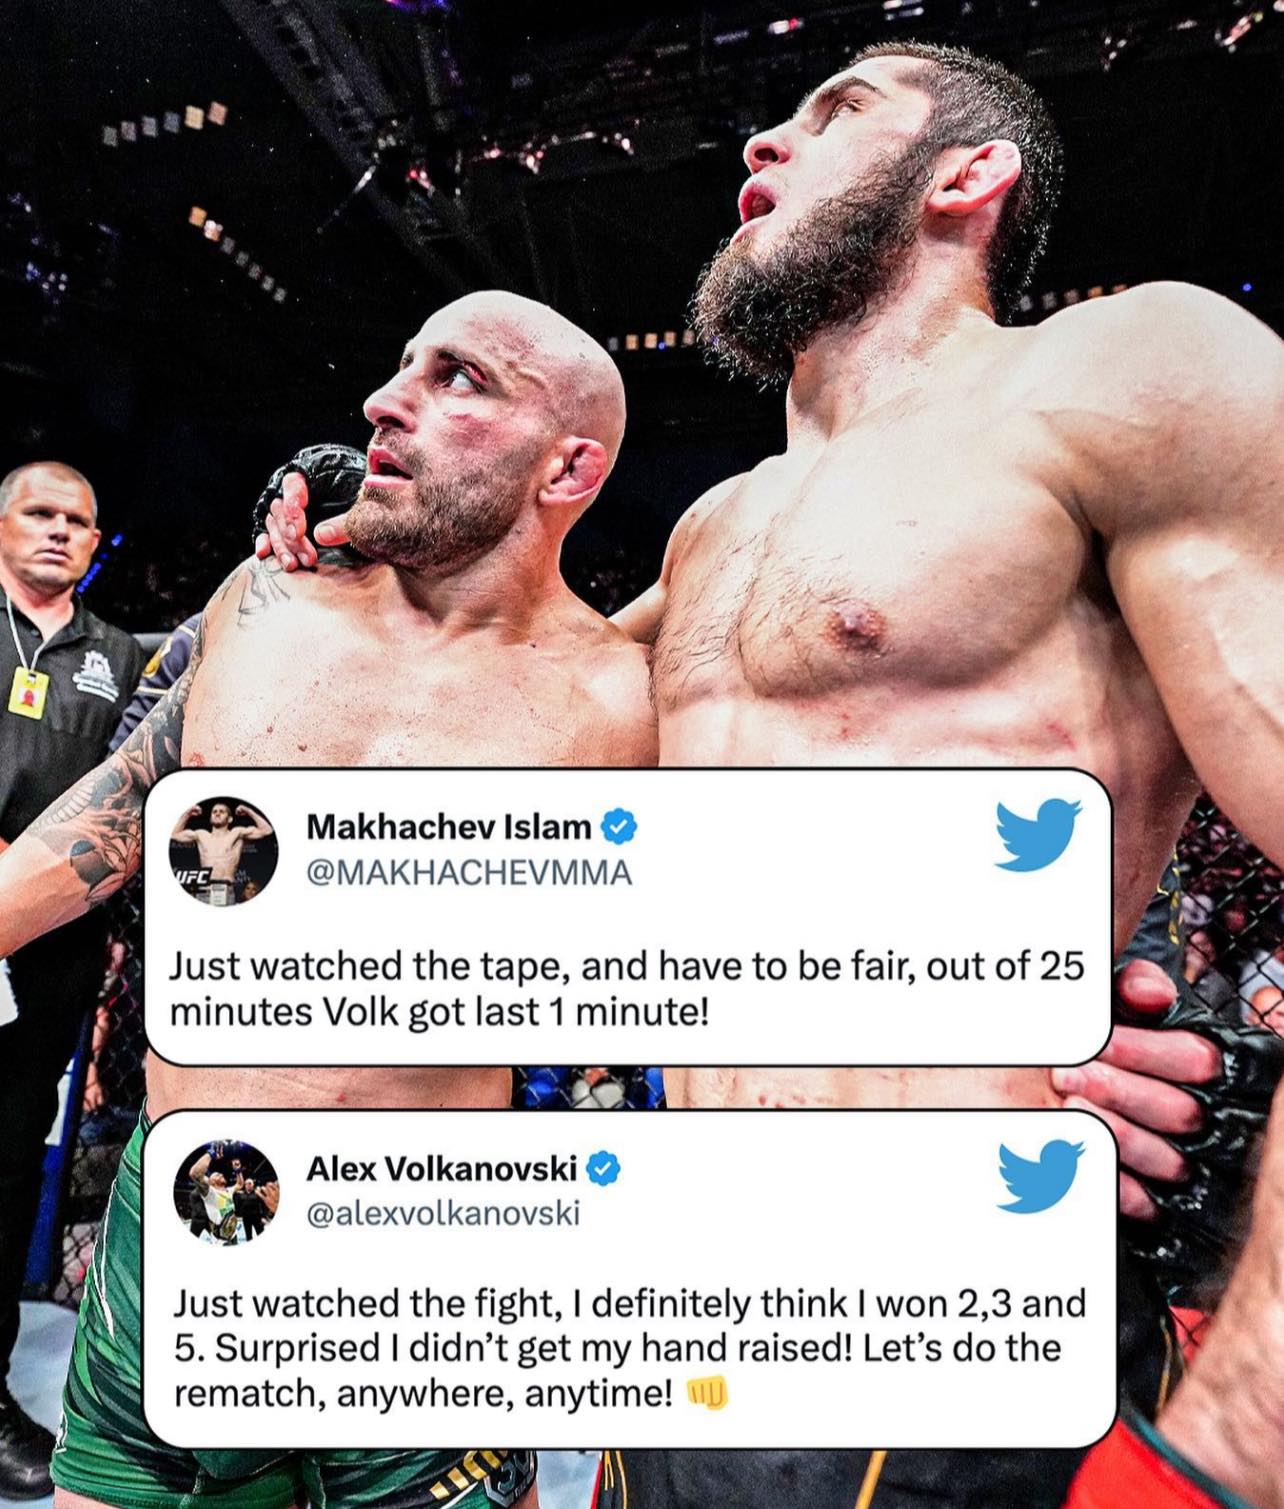 UFC
Makhachev Islam
@MAKHACHEVMMA
Just watched the tape, and have to be fair, out of 25
minutes Volk got last 1 minute!
Alex Volkanovski
@alexvolkanovski
Just watched the fight, I definitely think I won 2,3 and
5. Surprised I didn’t get my hand raised! Let’s do the
rematch, anywhere, anytime! 👊